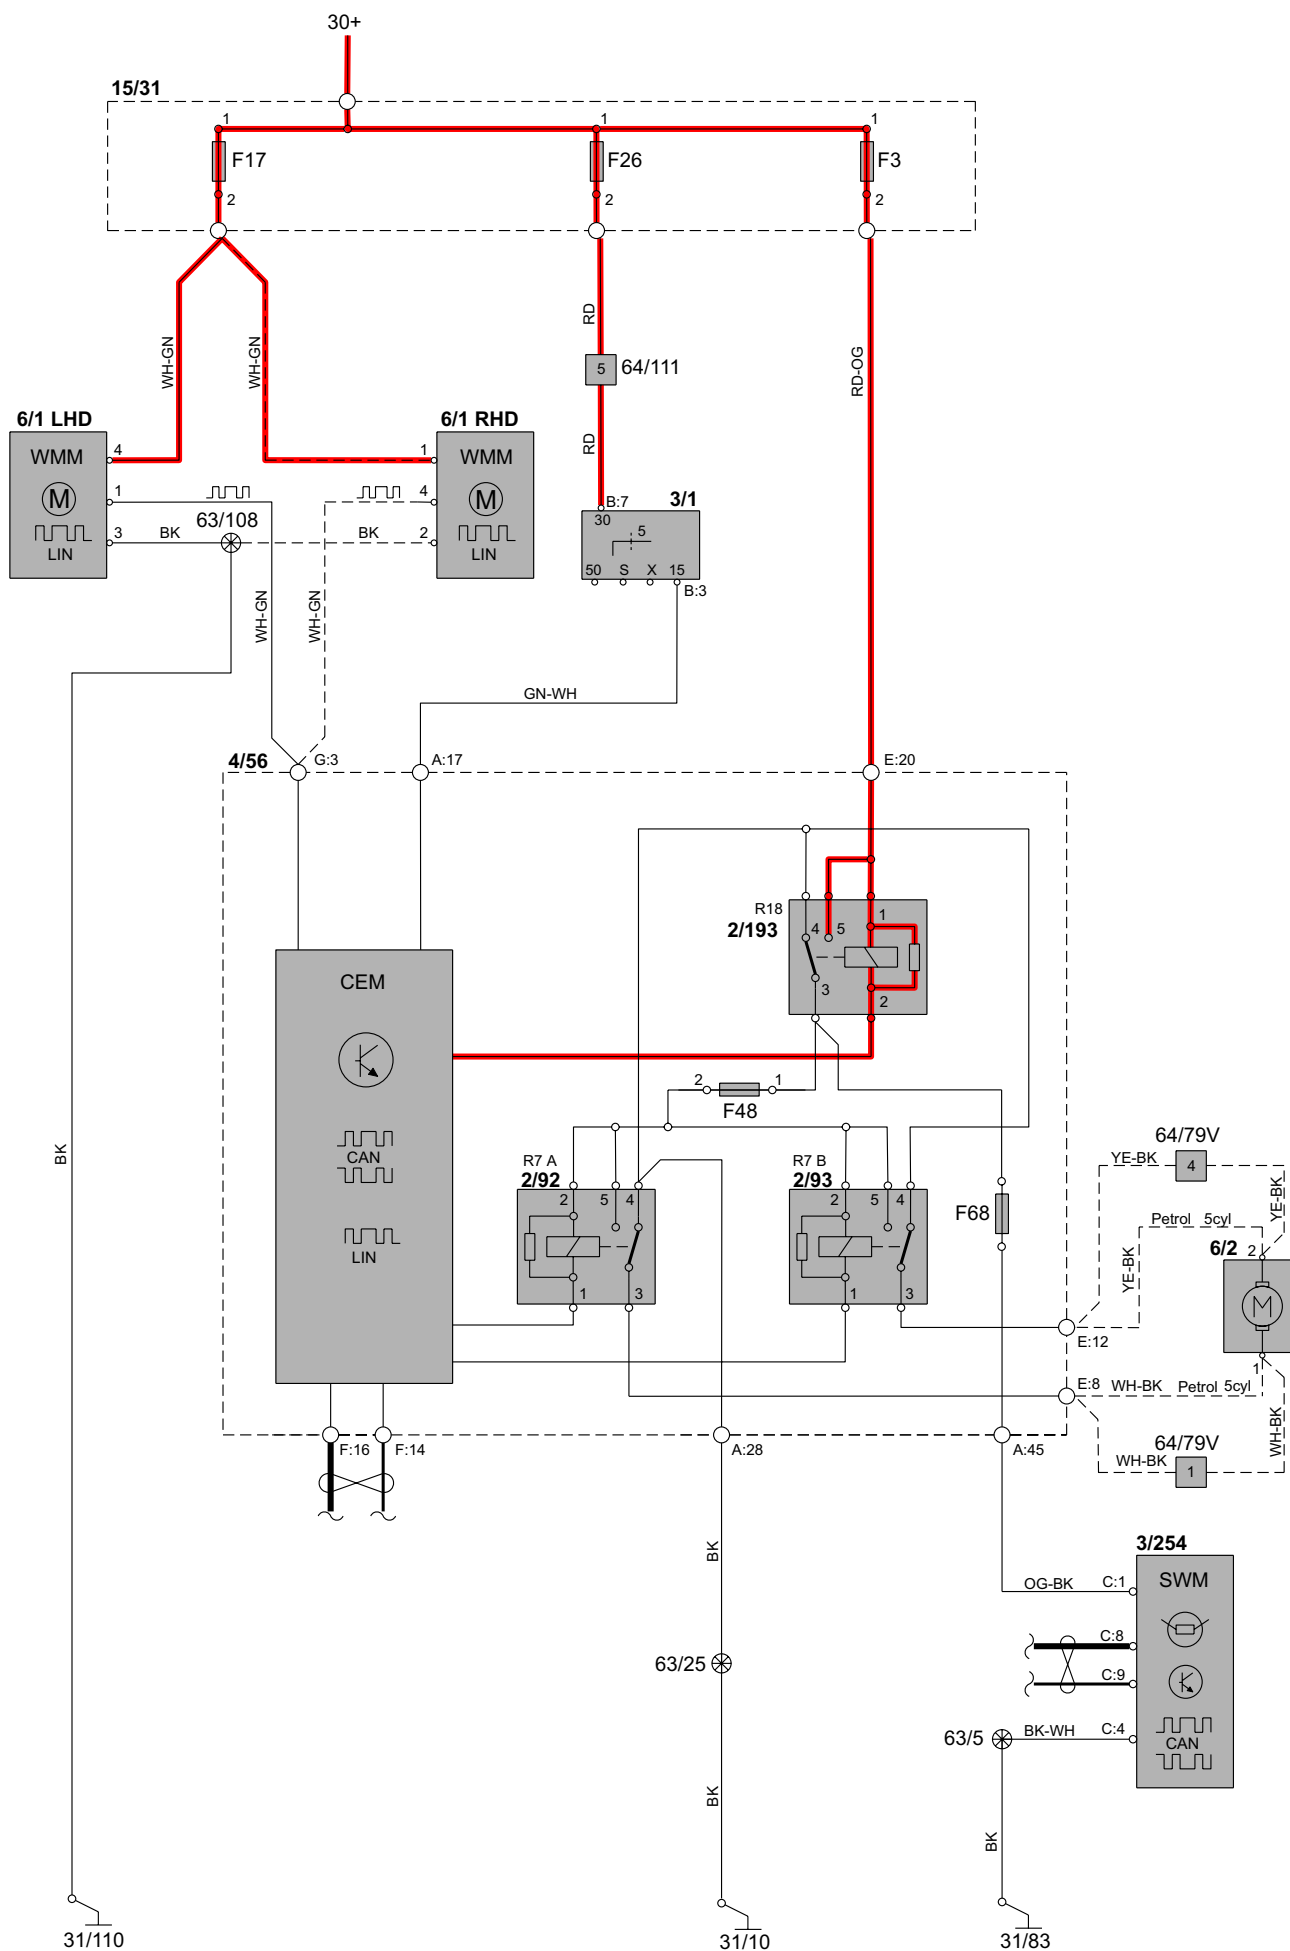 30+
15/31
1
1
1
F17
F26
F3
2
2
2
WH-GN
WH-GN
RD
5
64/111
RD-OG
RD
6/1 LHD
6/1 RHD
WMM
4
1
WMM
M
1
4
M
B:7
3/1
30
5
63/108
3
BK
BK
2
LIN
LIN
50
S
X
15
B:3
WH-GN
WH-GN
GN-WH
4/56
G:3
A:17
E:20
R18
2/193
4
5
1
3
2
CEM
CAN
LIN
2
1
F48
R7 A
2/92
R7 B
2/93
2
5
4
2
5
4
F68
1
3
1
3
64/79V
YE-BK
4
YE-BK
Petrol
5cyl
6/2
2
YE-BK
M
E:12
1
E:8
WH-BK
Petrol
5cyl
WH-BK
64/79V
WH-BK
1
BK
F:16
F:14
A:28
A:45
BK
3/254
OG-BK
C:1
SWM
C:8
63/25
C:9
63/5
BK-WH
C:4
CAN
BK
BK
31/110
31/10
31/83